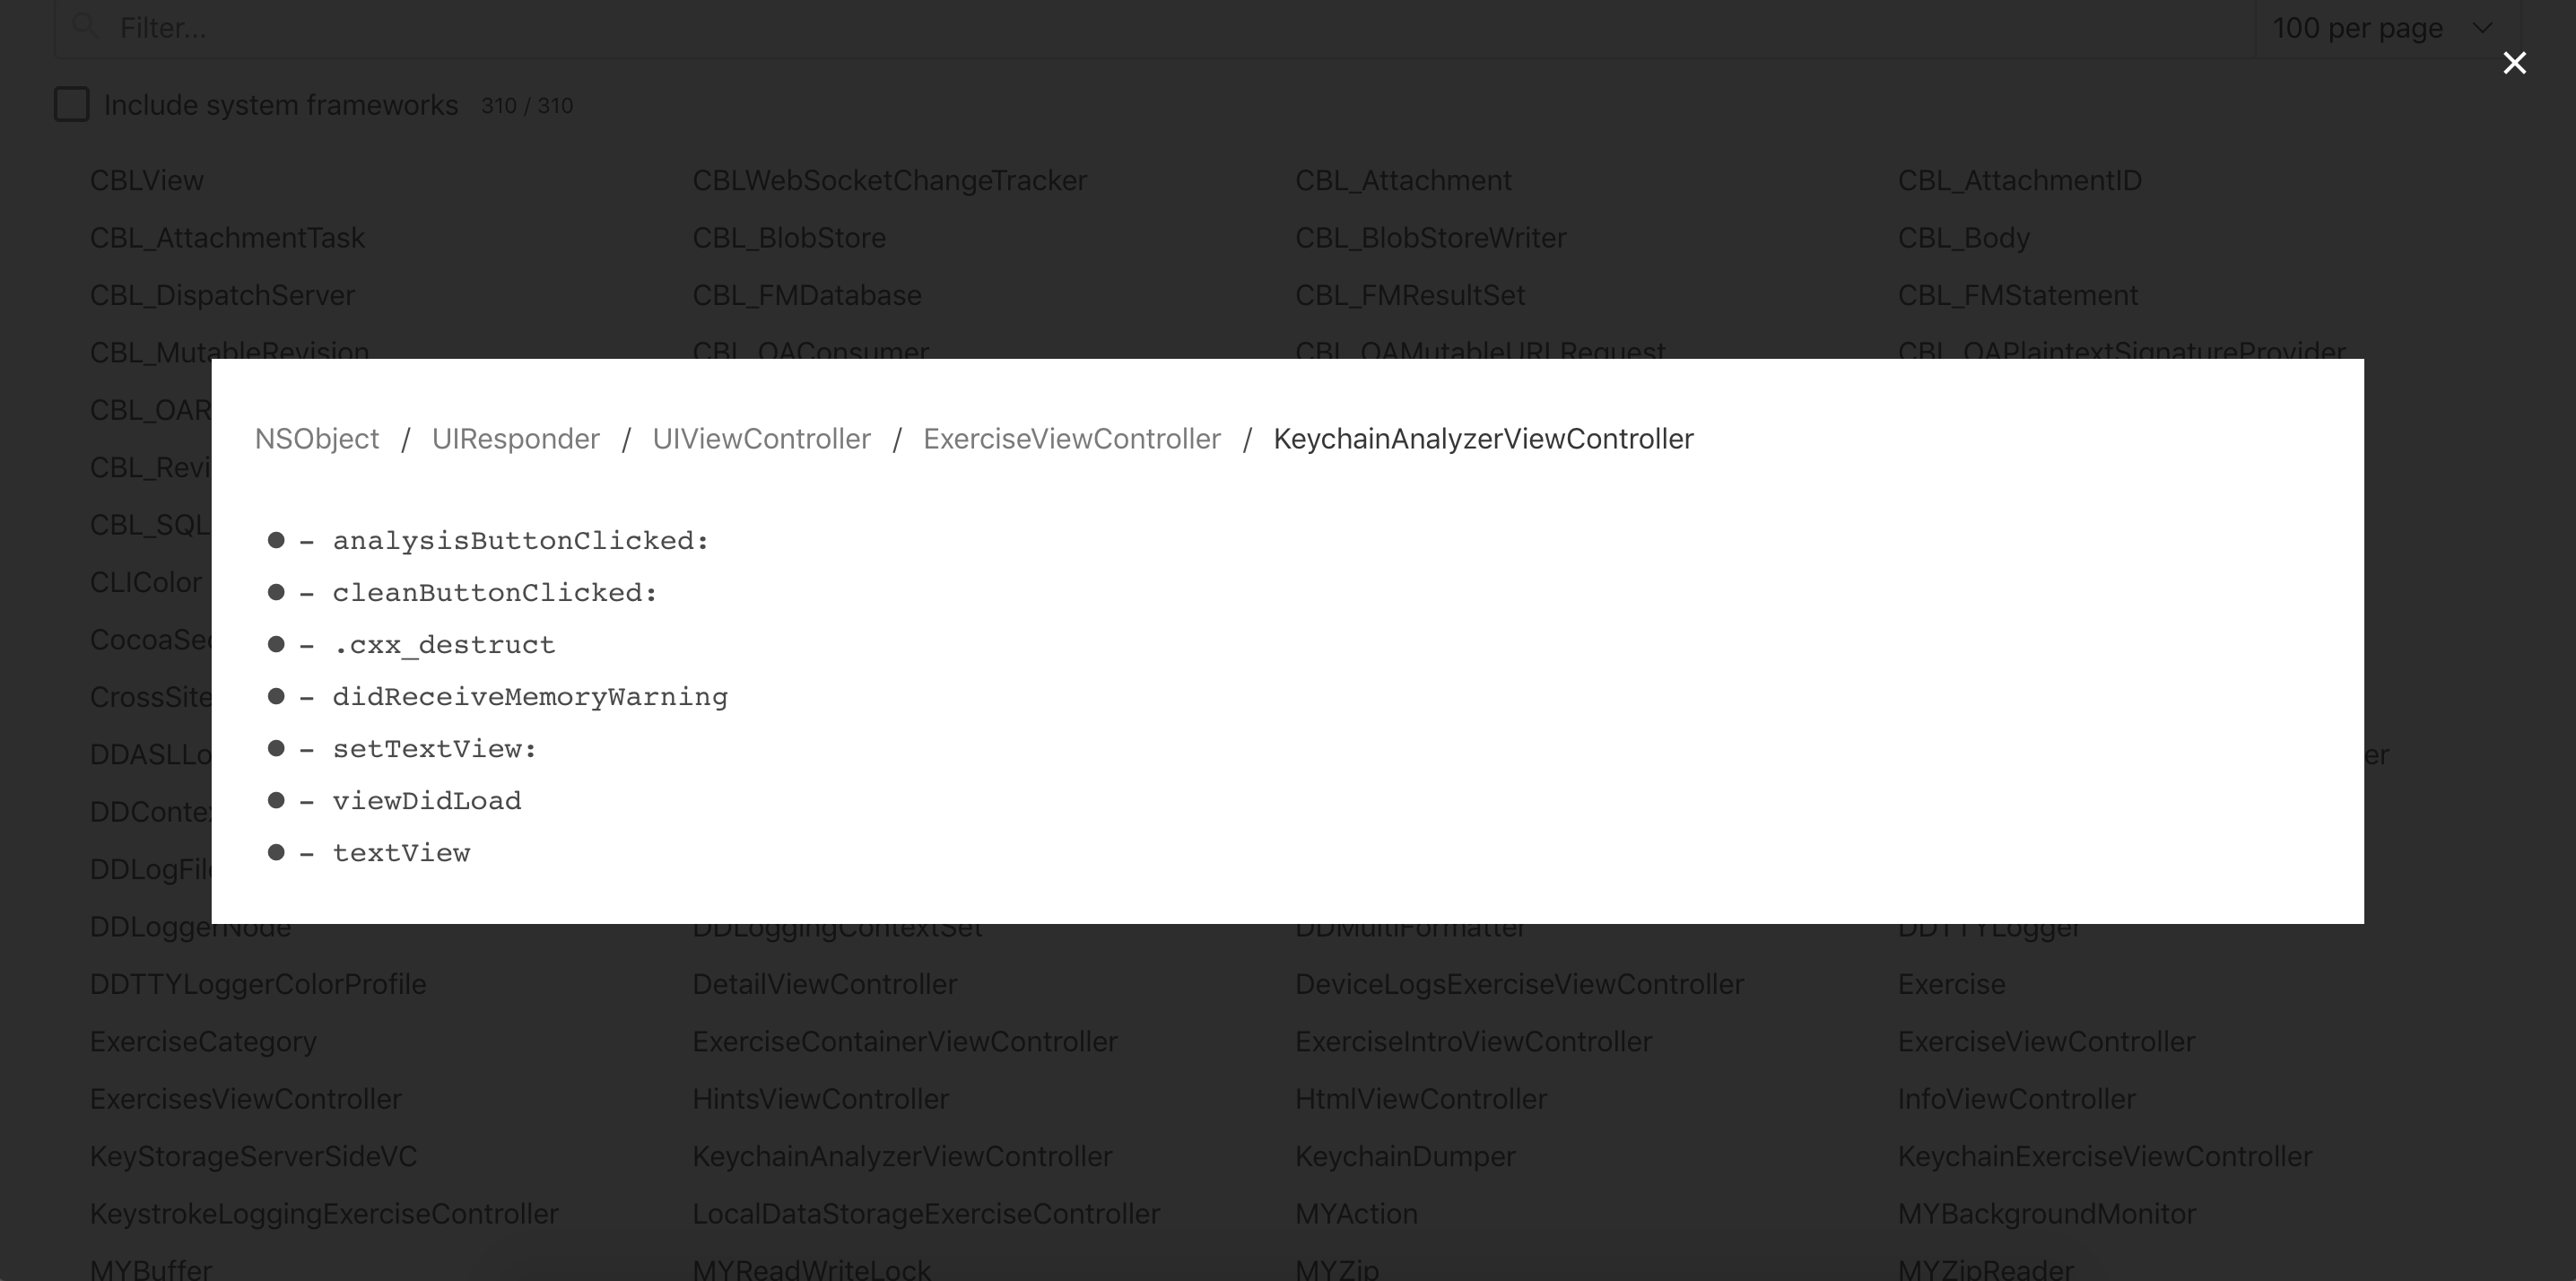 Filter...
100 per page
Include system frameworks 310 / 310
CBLView CBLWebSocketChangeTracker CBL_Attachment CBL_AttachmentID
CBL_AttachmentTask CBL_BlobStore CBL_BlobStoreWriter CBL_Body
CBL_DispatchServer CBL_FMDatabase CBL_FMResultSet CBL_FMStatement
CBL_MutableRevision CBL_OAConsumer CBL_OAMutableURLRequest CBL_OAPlaintextSignatureProvider
CBL_OAR
NSObject / UIResponder / UIViewController / ExerciseViewController / KeychainAnalyzerViewController
CBL_Revi
CBL_SQL
- analysisButtonClicked:
CLIColor
- cleanButtonClicked:
CocoaSec
- .cxx_destruct
CrossSite
- didReceiveMemoryWarning
DDASLLo
- setTextView:
er
DDContex
- viewDidLoad
DDLogFile
- textView
DDLoggerNode DDLoggingContextSet DDMultiFormatter DDTTYLogger
DDTTYLoggerColorProfile DetailViewController DeviceLogsExerciseViewController Exercise
ExerciseCategory ExerciseContainerViewController ExerciseIntroViewController ExerciseViewController
ExercisesViewController HintsViewController HtmlViewController InfoViewController
KeyStorageServerSideVC KeychainAnalyzerViewController KeychainDumper KeychainExerciseViewController
KeystrokeLoggingExerciseController LocalDataStorageExerciseController MYAction MYBackgroundMonitor
MYBuffer MYReadWriteLock MYZip MYZipReader